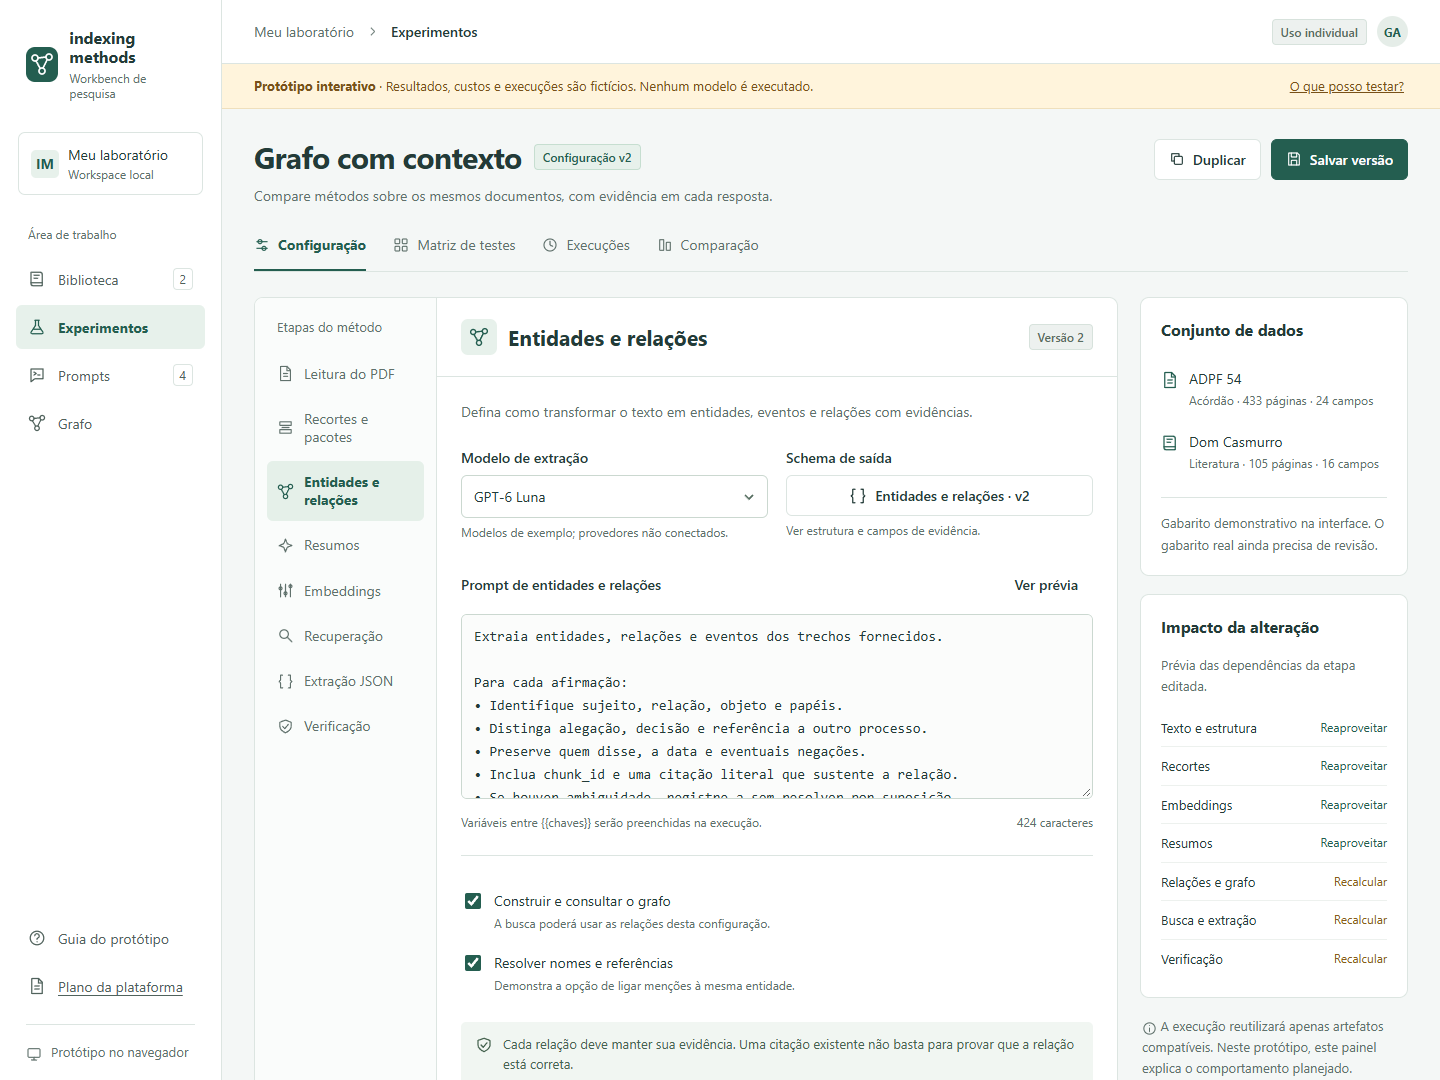 indexing
methods
Workbench de
pesquisa
IM
Meu laboratório
Workspace local
Área de trabalho
Biblioteca 2
Experimentos
Prompts 4
Grafo
Guia do protótipo
Plano da plataforma
Protótipo no navegador
Meu laboratório > Experimentos
Uso individual
GA
Protótipo interativo · Resultados, custos e execuções são fictícios. Nenhum modelo é executado.
O que posso testar?
Grafo com contexto
Configuração v2
Duplicar
Salvar versão
Compare métodos sobre os mesmos documentos, com evidência em cada resposta.
Configuração
Matriz de testes
Execuções
Comparação
Etapas do método
Leitura do PDF
Recortes e
pacotes
Entidades e
relações
Resumos
Embeddings
Recuperação
{ } Extração JSON
Verificação
Entidades e relações
Versão 2
Defina como transformar o texto em entidades, eventos e relações com evidências.
Modelo de extração
GPT-6 Luna
Modelos de exemplo; provedores não conectados.
Schema de saída
{ } Entidades e relações · v2
Ver estrutura e campos de evidência.
Prompt de entidades e relações
Ver prévia
Extraia entidades, relações e eventos dos trechos fornecidos.
Para cada afirmação:
• Identifique sujeito, relação, objeto e papéis.
• Distinga alegação, decisão e referência a outro processo.
• Preserve quem disse, a data e eventuais negações.
• Inclua chunk_id e uma citação literal que sustente a relação.
• Se houver ambiguidade, registre-a sem resolver por suposição.
Variáveis entre {{chaves}} serão preenchidas na execução.
424 caracteres
Construir e consultar o grafo
A busca poderá usar as relações desta configuração.
Resolver nomes e referências
Demonstra a opção de ligar menções à mesma entidade.
Cada relação deve manter sua evidência. Uma citação existente não basta para provar que a relação
está correta.
Conjunto de dados
ADPF 54
Acórdão · 433 páginas · 24 campos
Dom Casmurro
Literatura · 105 páginas · 16 campos
Gabarito demonstrativo na interface. O
gabarito real ainda precisa de revisão.
Impacto da alteração
Prévia das dependências da etapa
editada.
Texto e estrutura Reaproveitar
Recortes Reaproveitar
Embeddings Reaproveitar
Resumos Reaproveitar
Relações e grafo Recalcular
Busca e extração Recalcular
Verificação Recalcular
A execução reutilizará apenas artefatos
compatíveis. Neste protótipo, este painel
explica o comportamento planejado.